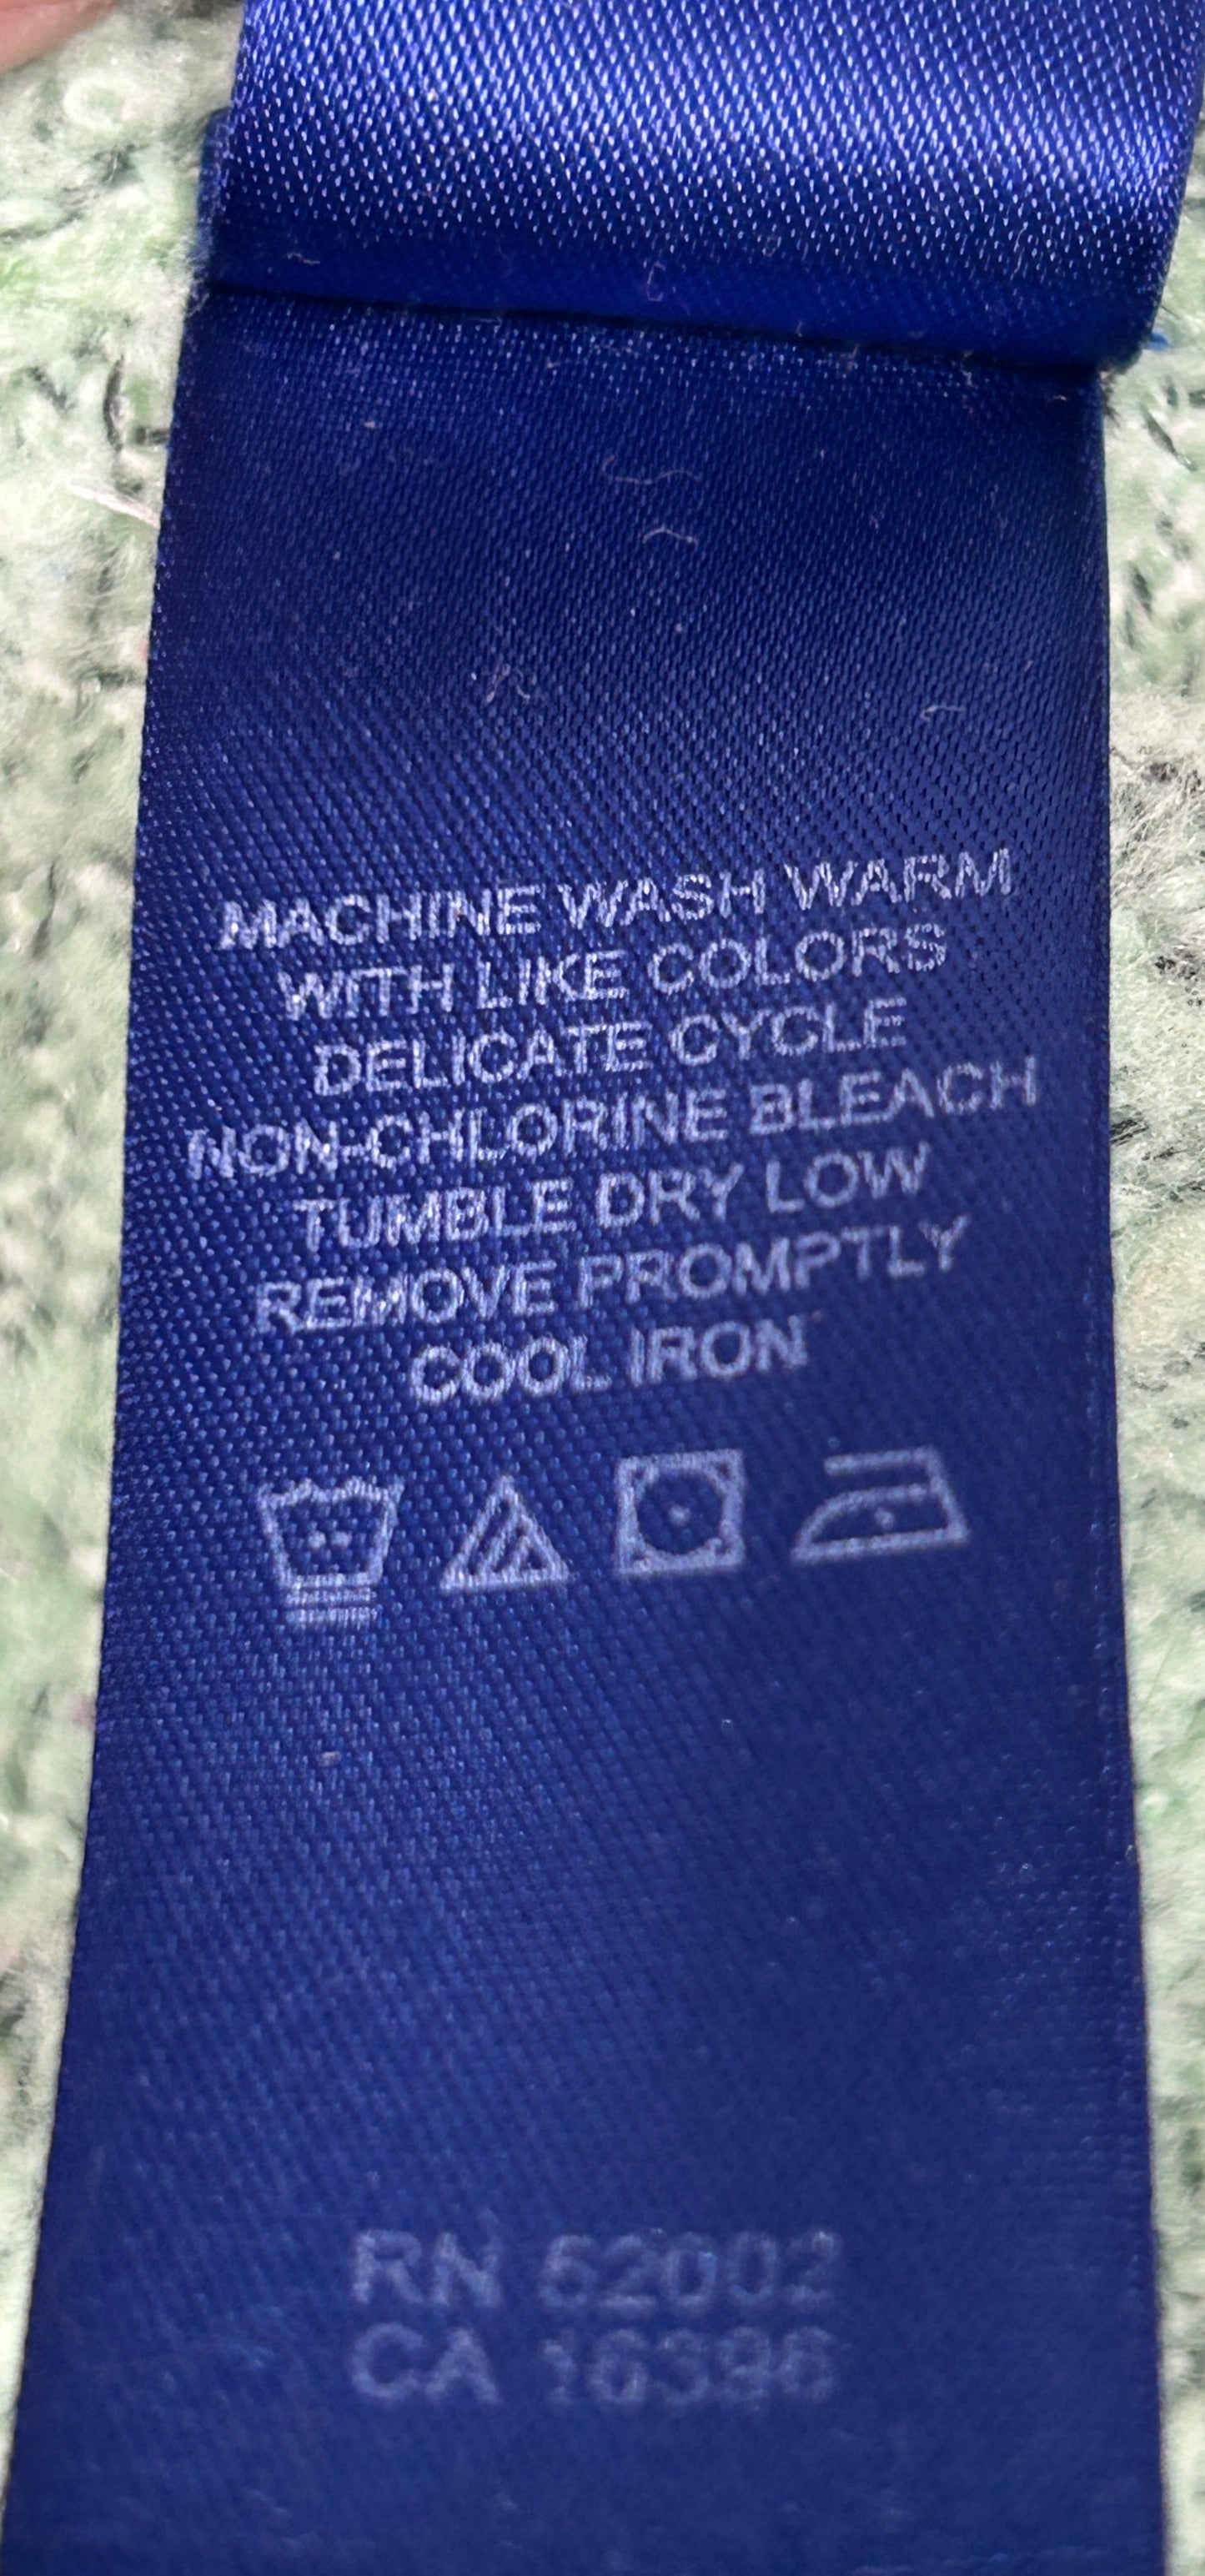 MACHINE WASH WARM
WITH LIKE COLORS
DELICATE CYCLE
NON-CHLORINE BLEACH
TUMBLE DRY LOW
REMOVE PROMPTLY
COOL IRON
RN 52002
CA 16396